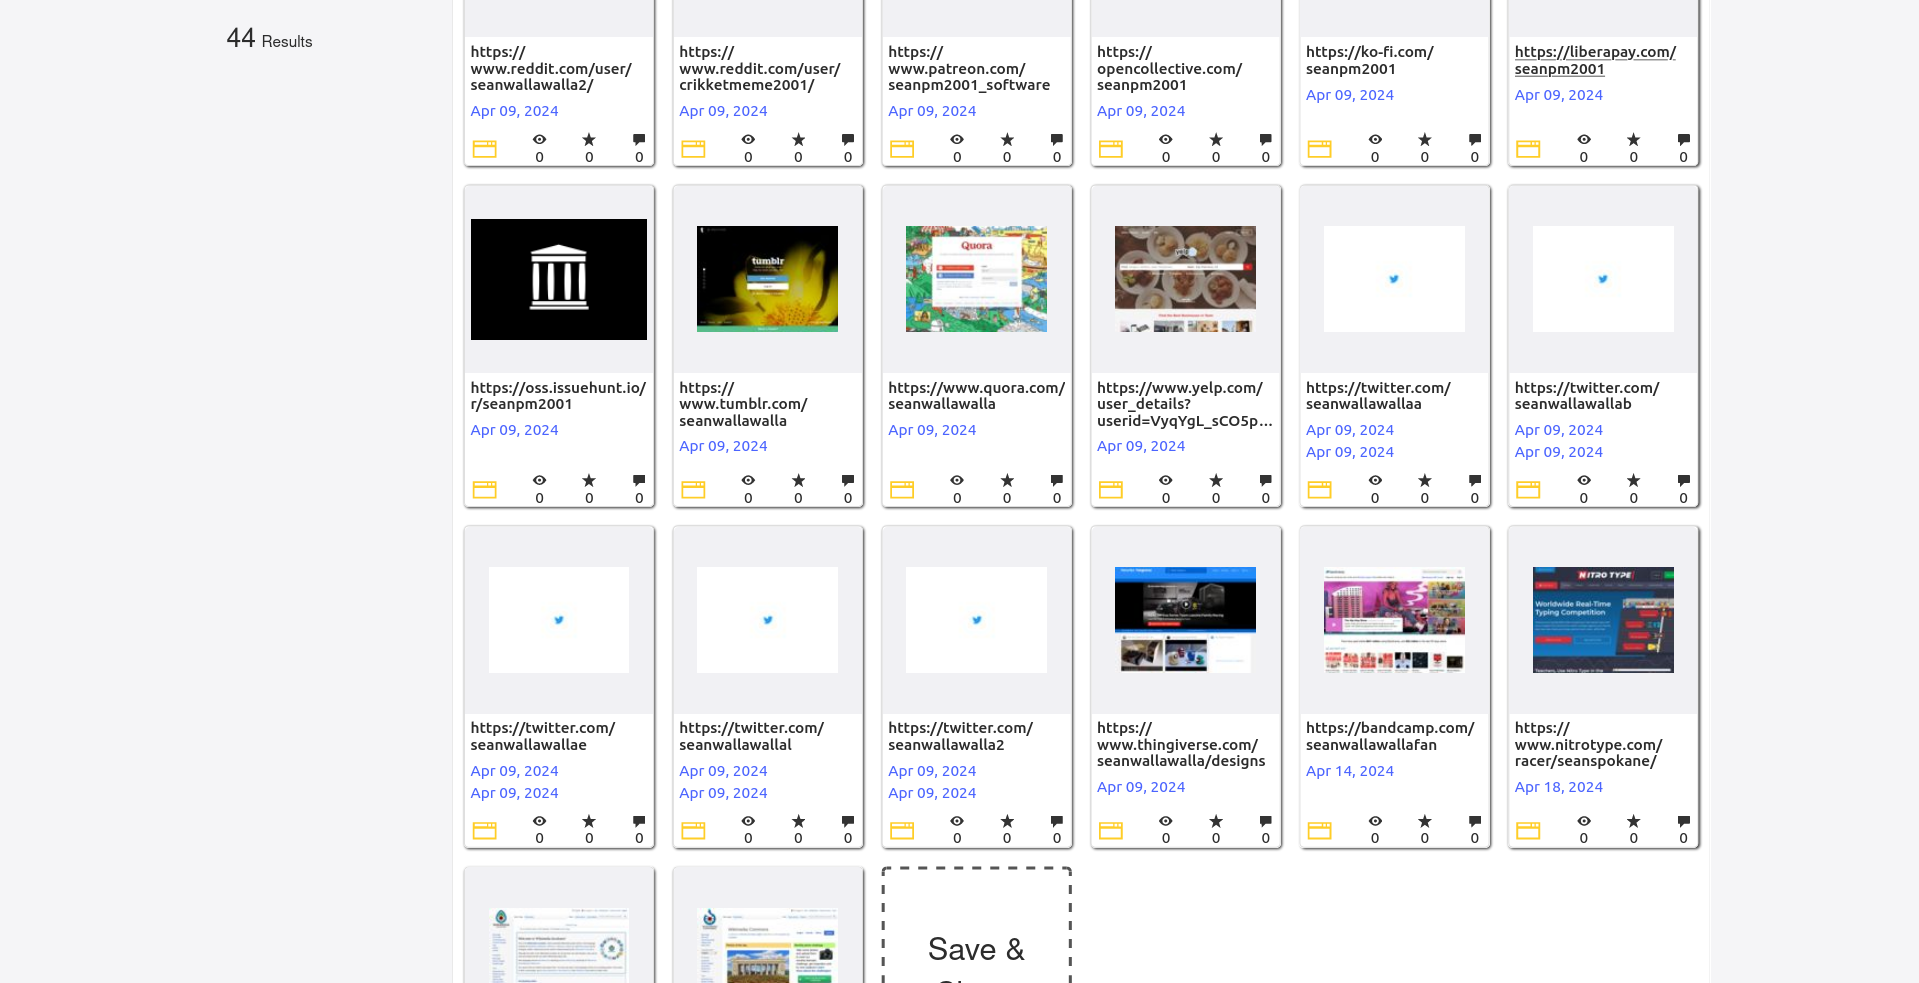 44 Results
https://
www.reddit.com/user/
seanwallawalla2/
Apr 09, 2024
0 0 0
https://
www.reddit.com/user/
crikketmeme2001/
Apr 09, 2024
0 0 0
https://
www.patreon.com/
seanpm2001_software
Apr 09, 2024
0 0 0
https://
opencollective.com/
seanpm2001
Apr 09, 2024
0 0 0
https://ko-fi.com/
seanpm2001
Apr 09, 2024
0 0 0
https://liberapay.com/
seanpm2001
Apr 09, 2024
0 0 0
https://oss.issuehunt.io/
r/seanpm2001
Apr 09, 2024
0 0 0
tumblr
https://
www.tumblr.com/
seanwallawalla
Apr 09, 2024
0 0 0
Quora
https://www.quora.com/
seanwallawalla
Apr 09, 2024
0 0 0
yelp
Find the Best Businesses in Town
https://www.yelp.com/
user_details?
userid=VyqYgL_sCO5p...
Apr 09, 2024
0 0 0
https://twitter.com/
seanwallawallaa
Apr 09, 2024
Apr 09, 2024
0 0 0
https://twitter.com/
seanwallawallab
Apr 09, 2024
Apr 09, 2024
0 0 0
https://twitter.com/
seanwallawallae
Apr 09, 2024
Apr 09, 2024
0 0 0
https://twitter.com/
seanwallawallal
Apr 09, 2024
Apr 09, 2024
0 0 0
https://twitter.com/
seanwallawalla2
Apr 09, 2024
Apr 09, 2024
0 0 0
https://
www.thingiverse.com/
seanwallawalla/designs
Apr 09, 2024
0 0 0
https://bandcamp.com/
seanwallawallafan
Apr 14, 2024
0 0 0
NITRO TYPE
Worldwide Real-Time
Typing Competition
https://
www.nitrotype.com/
racer/seanspokane/
Apr 18, 2024
0 0 0
Wikimedia Commons
Save &